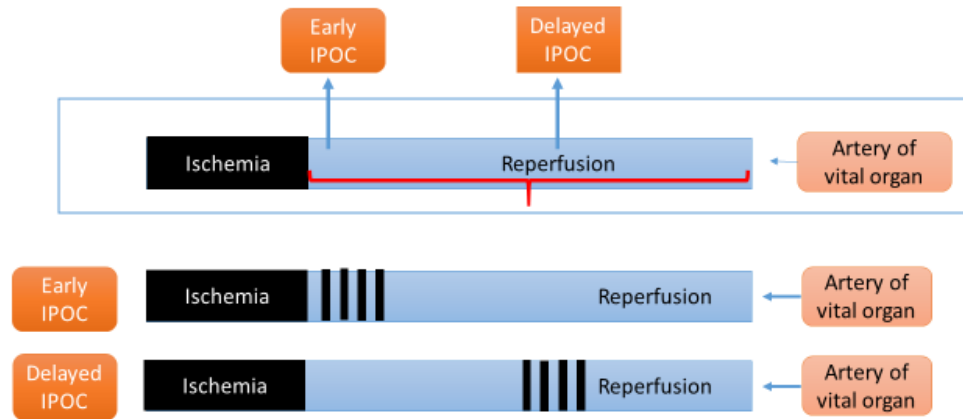 Early
IPOC
Delayed
IPOC
Ischemia
Reperfusion
Artery of
vital organ
Early
IPOC
Ischemia
Reperfusion
Artery of
vital organ
Delayed
IPOC
Ischemia
Reperfusion
Artery of
vital organ